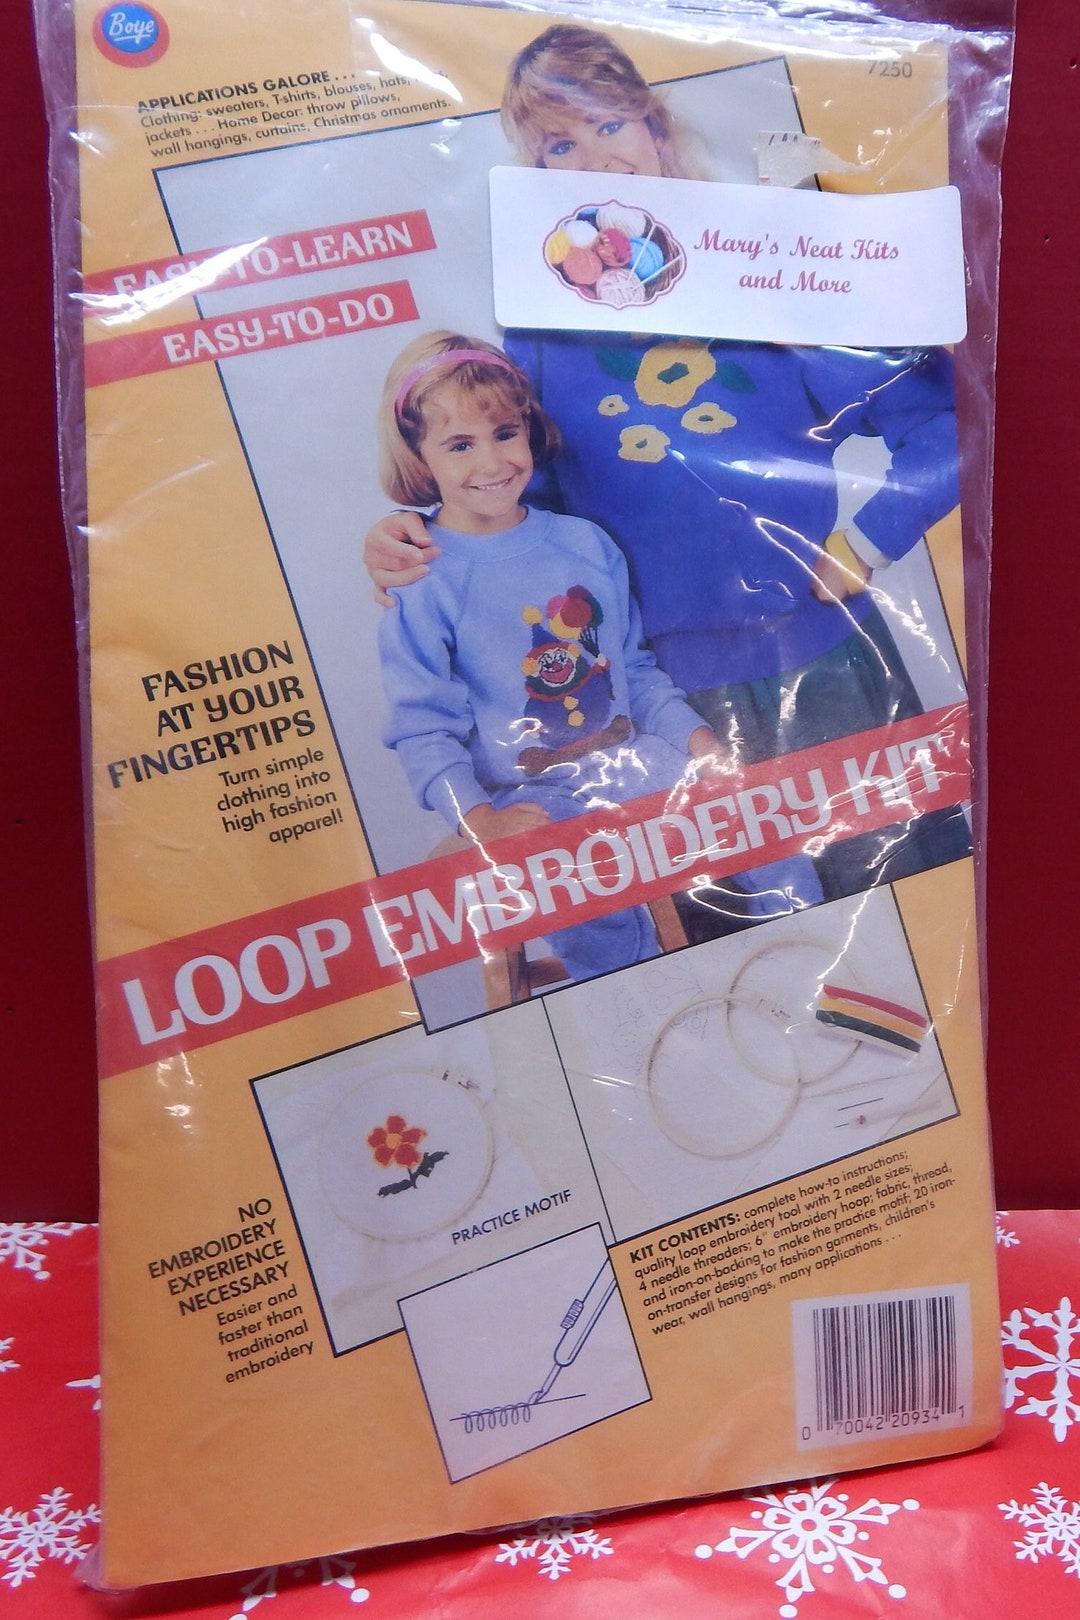 Boye
7250
APPLICATIONS GALORE . . .
Clothing: sweaters, T-shirts, blouses, hats,
jackets . . . Home Decor: throw pillows,
wall hangings, curtains, Christmas ornaments.
EASY-TO-LEARN
EASY-TO-DO
Mary's Neat Kits
and More
FASHION
AT YOUR
FINGERTIPS
Turn simple
clothing into
high fashion
apparel!
LOOP EMBROIDERY KIT
PRACTICE MOTIF
NO
EMBROIDERY
EXPERIENCE
NECESSARY
Easier and
faster than
traditional
embroidery
KIT CONTENTS: complete how-to instructions;
quality loop embroidery tool with 2 needle sizes;
4 needle threaders; 6" embroidery hoop; fabric, thread,
and iron-on-backing to make the practice motif; 20 iron-
on-transfer designs for fashion garments, children's
wear, wall hangings, many applications . . .
0 70042 20934 1